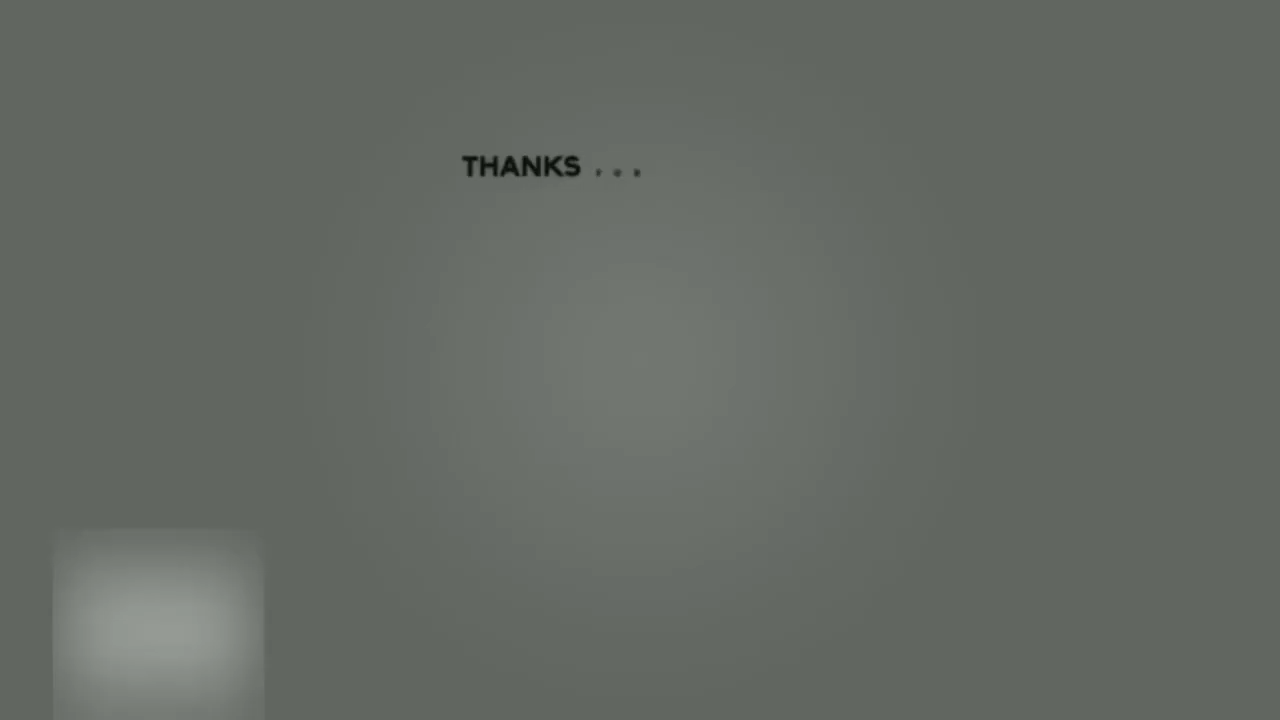 THANKS . . .